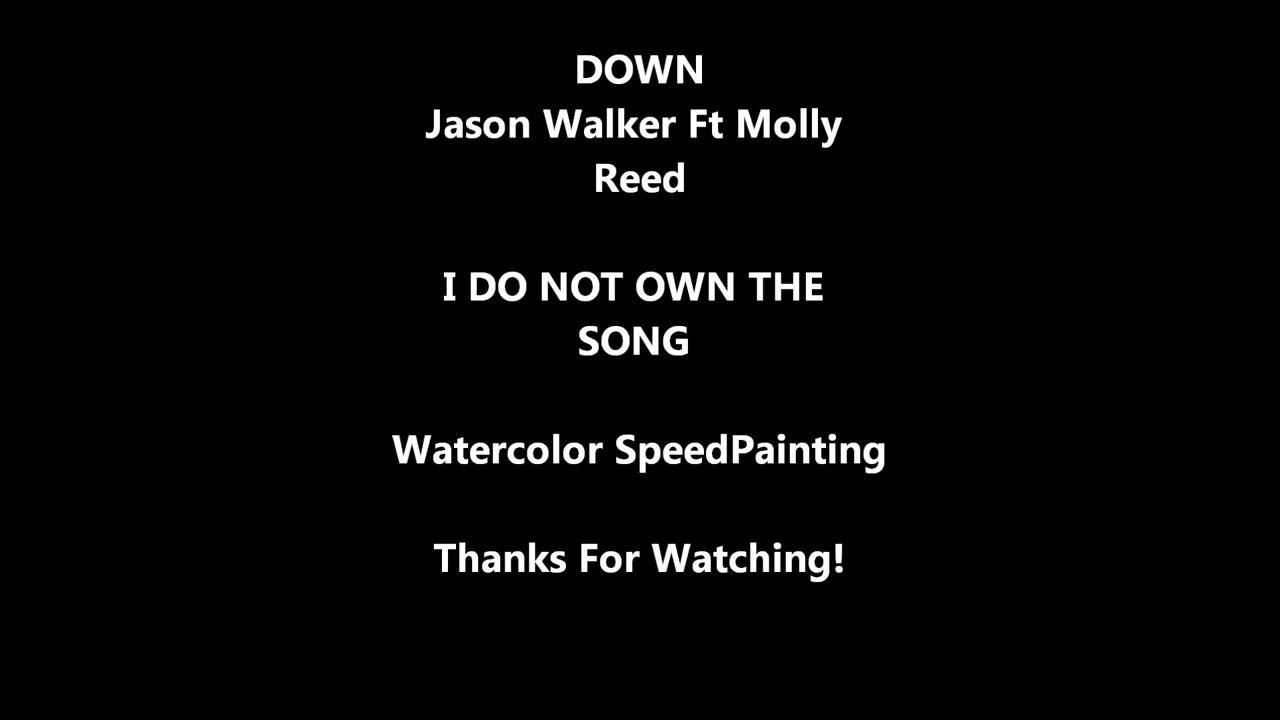 DOWN
Jason Walker Ft Molly
Reed
I DO NOT OWN THE
SONG
Watercolor SpeedPainting
Thanks For Watching!